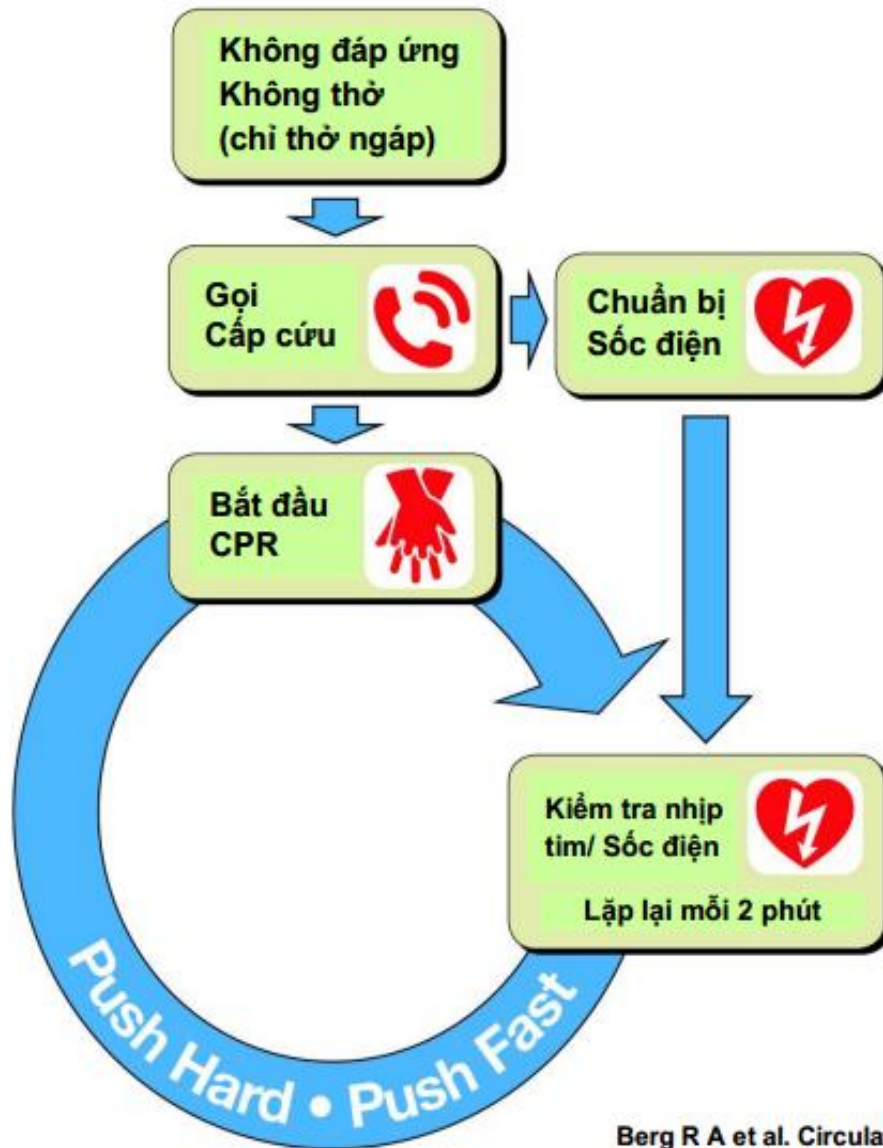 Không đáp ứng
Không thở
(chỉ thở ngáp)
Gọi
Cấp cứu
Chuẩn bị
Sốc điện
Bắt đầu
CPR
Kiểm tra nhịp
tim/ Sốc điện
Lặp lại mỗi 2 phút
Push Hard • Push Fast
Berg R A et al. Circula